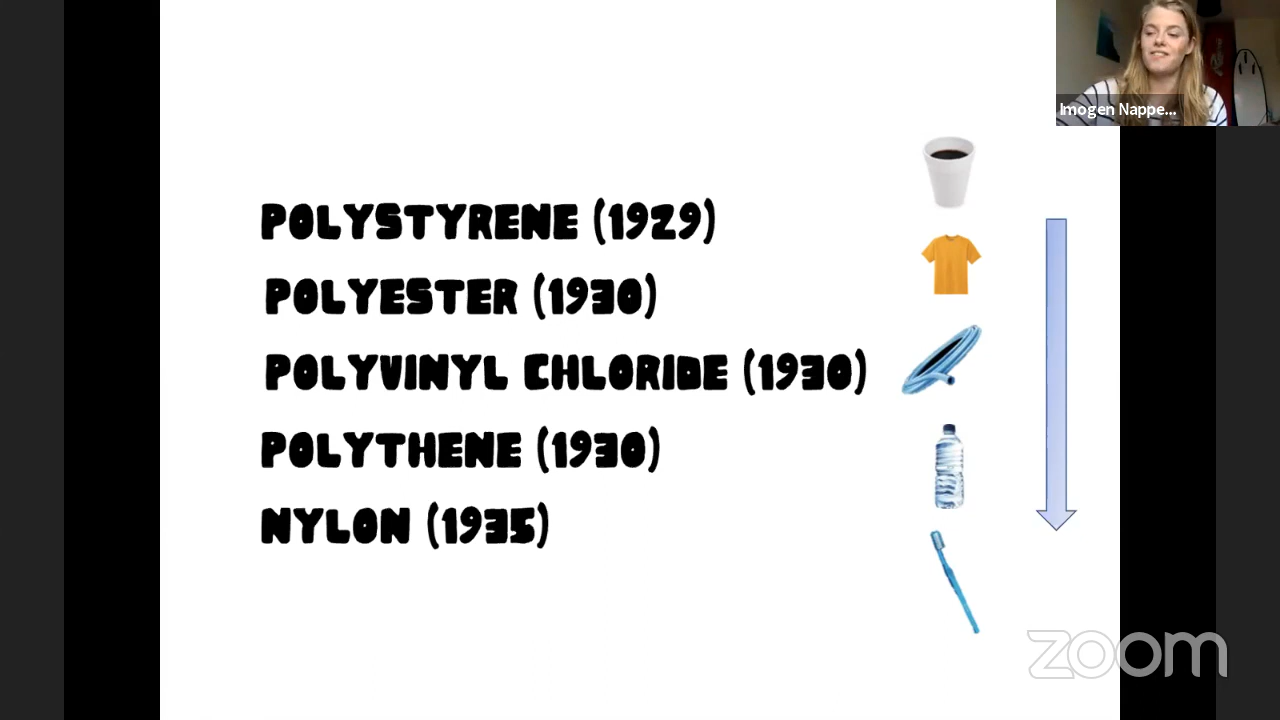 Imogen Nappe...
POLYSTYRENE (1929)
POLYESTER (1930)
POLYVINYL CHLORIDE (1930)
POLYTHENE (1930)
NYLON (1935)
zoom